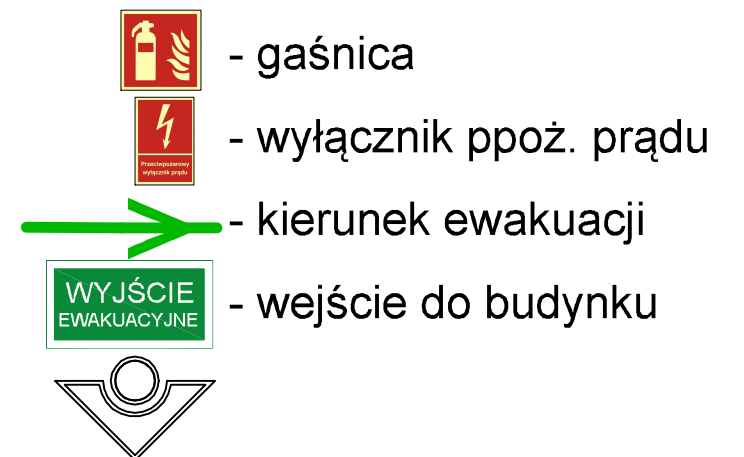 - gaśnica
- wyłącznik ppoż. prądu
Przeciwpożarowy
wyłącznik prądu
- kierunek ewakuacji
WYJŚCIE
EWAKUACYJNE
- wejście do budynku